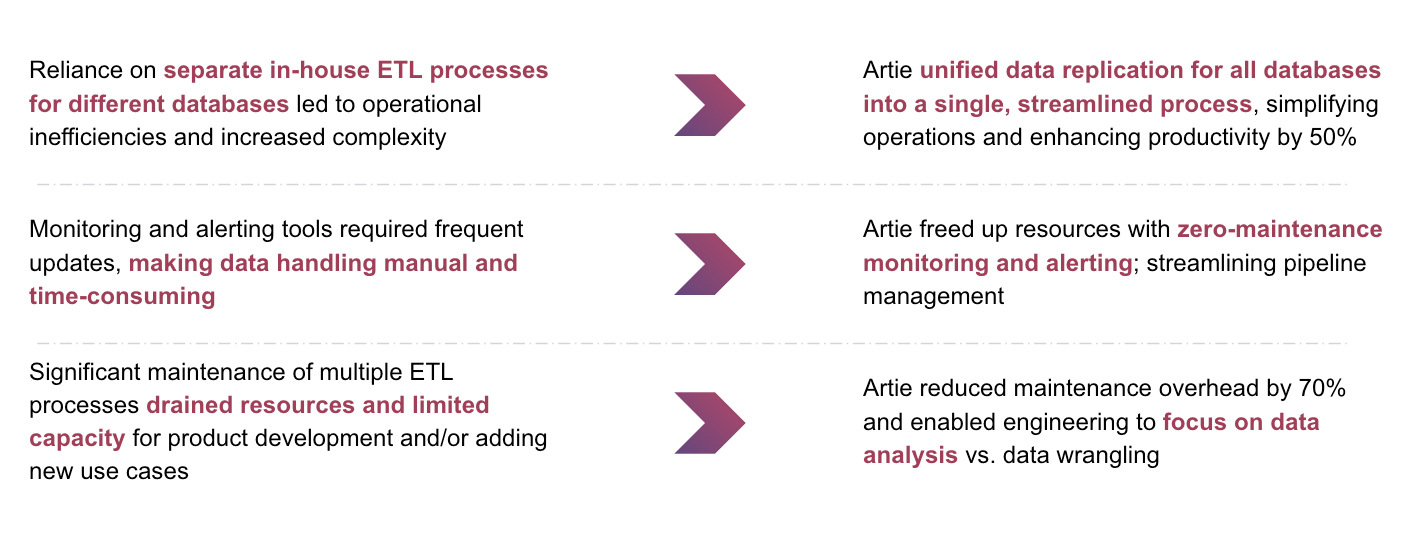 Reliance on separate in-house ETL processes
for different databases led to operational
inefficiencies and increased complexity
Artie unified data replication for all databases
into a single, streamlined process, simplifying
operations and enhancing productivity by 50%
Monitoring and alerting tools required frequent
updates, making data handling manual and
time-consuming
Artie freed up resources with zero-maintenance
monitoring and alerting; streamlining pipeline
management
Significant maintenance of multiple ETL
processes drained resources and limited
capacity for product development and/or adding
new use cases
Artie reduced maintenance overhead by 70%
and enabled engineering to focus on data
analysis vs. data wrangling